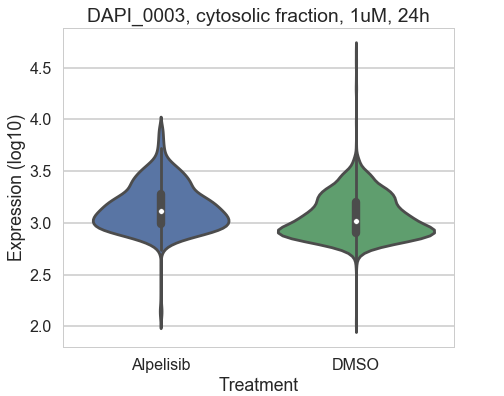 DAPI_0003, cytosolic fraction, 1uM, 24h
Expression (log10)
4.5
4.0
3.5
3.0
2.5
2.0
Alpelisib DMSO
Treatment